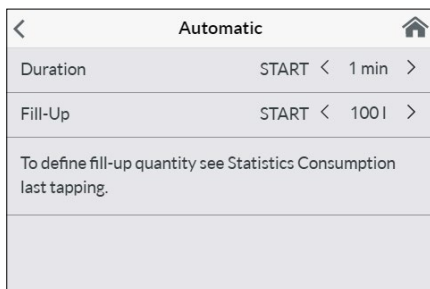 Automatic
Duration START < 1 min >
Fill-Up START < 100 l >
To define fill-up quantity see Statistics Consumption
last tapping.